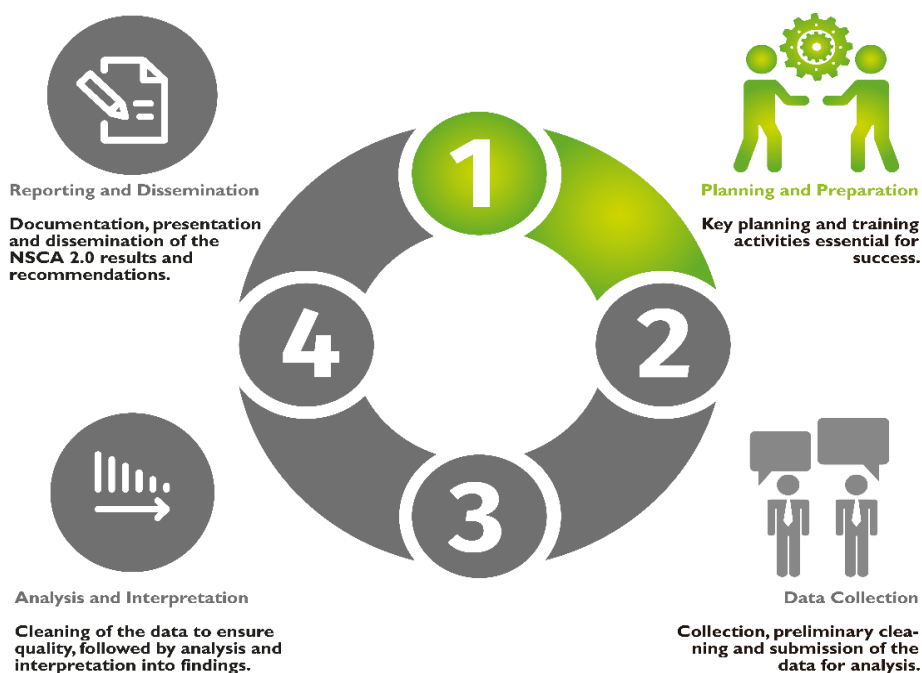 1
Planning and Preparation
Key planning and training
activities essential for
success.
2
Data Collection
Collection, preliminary clea-
ning and submission of the
data for analysis.
3
Analysis and Interpretation
Cleaning of the data to ensure
quality, followed by analysis and
interpretation into findings.
4
Reporting and Dissemination
Documentation, presentation
and dissemination of the
NSCA 2.0 results and
recommendations.